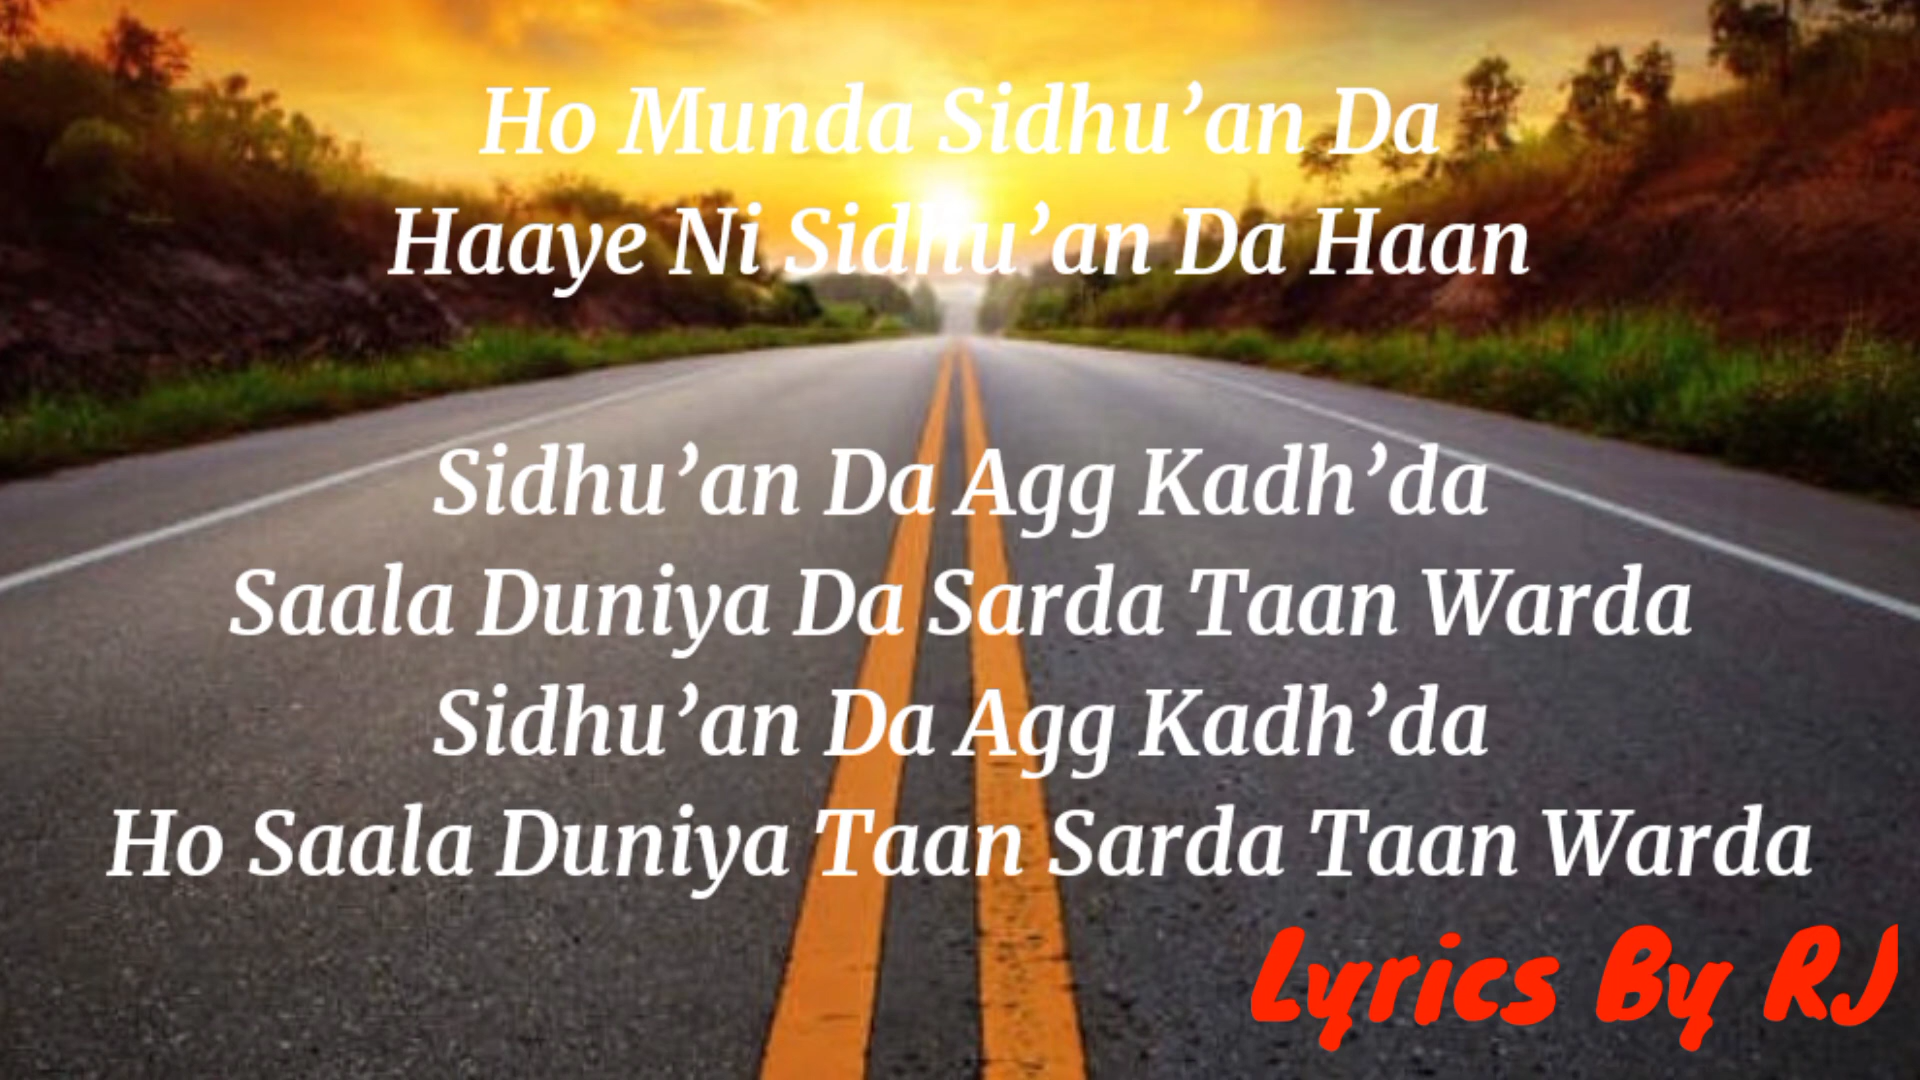 Ho Munda Sidhu’an Da
Haaye Ni Sidhu’an Da Haan
Sidhu’an Da Agg Kadh’da
Saala Duniya Da Sarda Taan Warda
Sidhu’an Da Agg Kadh’da
Ho Saala Duniya Taan Sarda Taan Warda
Lyrics By RJ